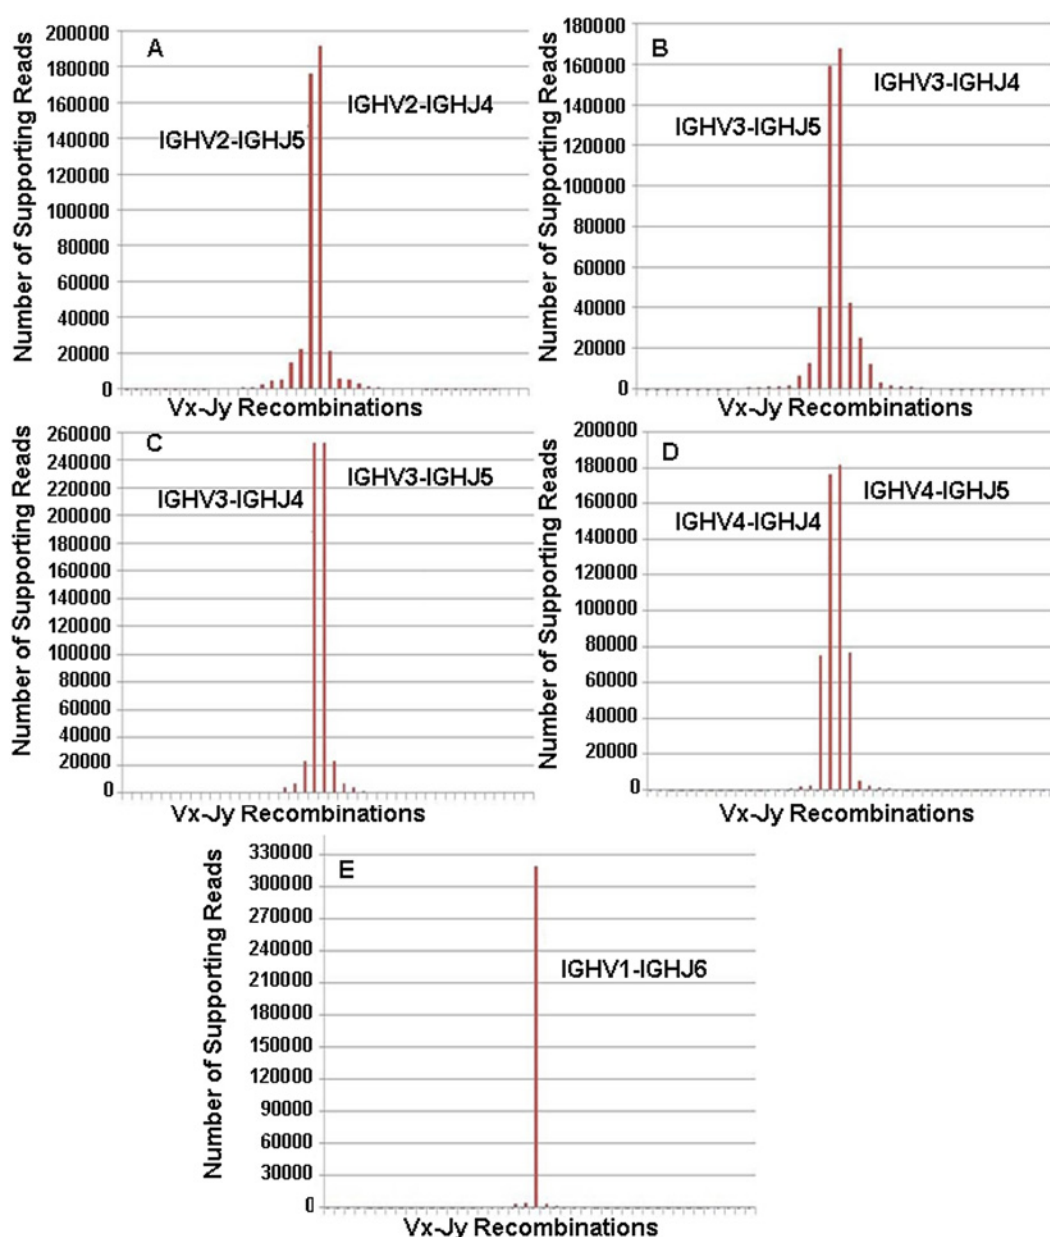 A
Number of Supporting Reads
200000
180000
160000
140000
120000
100000
80000
60000
40000
20000
0
IGHV2-IGHJ4
IGHV2-IGHJ5
Vx-Jy Recombinations
B
Number of Supporting Reads
180000
160000
140000
120000
100000
80000
60000
40000
20000
0
IGHV3-IGHJ4
IGHV3-IGHJ5
Vx-Jy Recombinations
C
Number of Supporting Reads
260000
240000
220000
200000
180000
160000
140000
120000
100000
80000
60000
40000
20000
0
IGHV3-IGHJ5
IGHV3-IGHJ4
Vx-Jy Recombinations
D
Number of Supporting Reads
200000
180000
160000
140000
120000
100000
80000
60000
40000
20000
0
IGHV4-IGHJ5
IGHV4-IGHJ4
Vx-Jy Recombinations
E
Number of Supporting Reads
330000
300000
270000
240000
210000
180000
150000
120000
90000
60000
30000
0
IGHV1-IGHJ6
Vx-Jy Recombinations